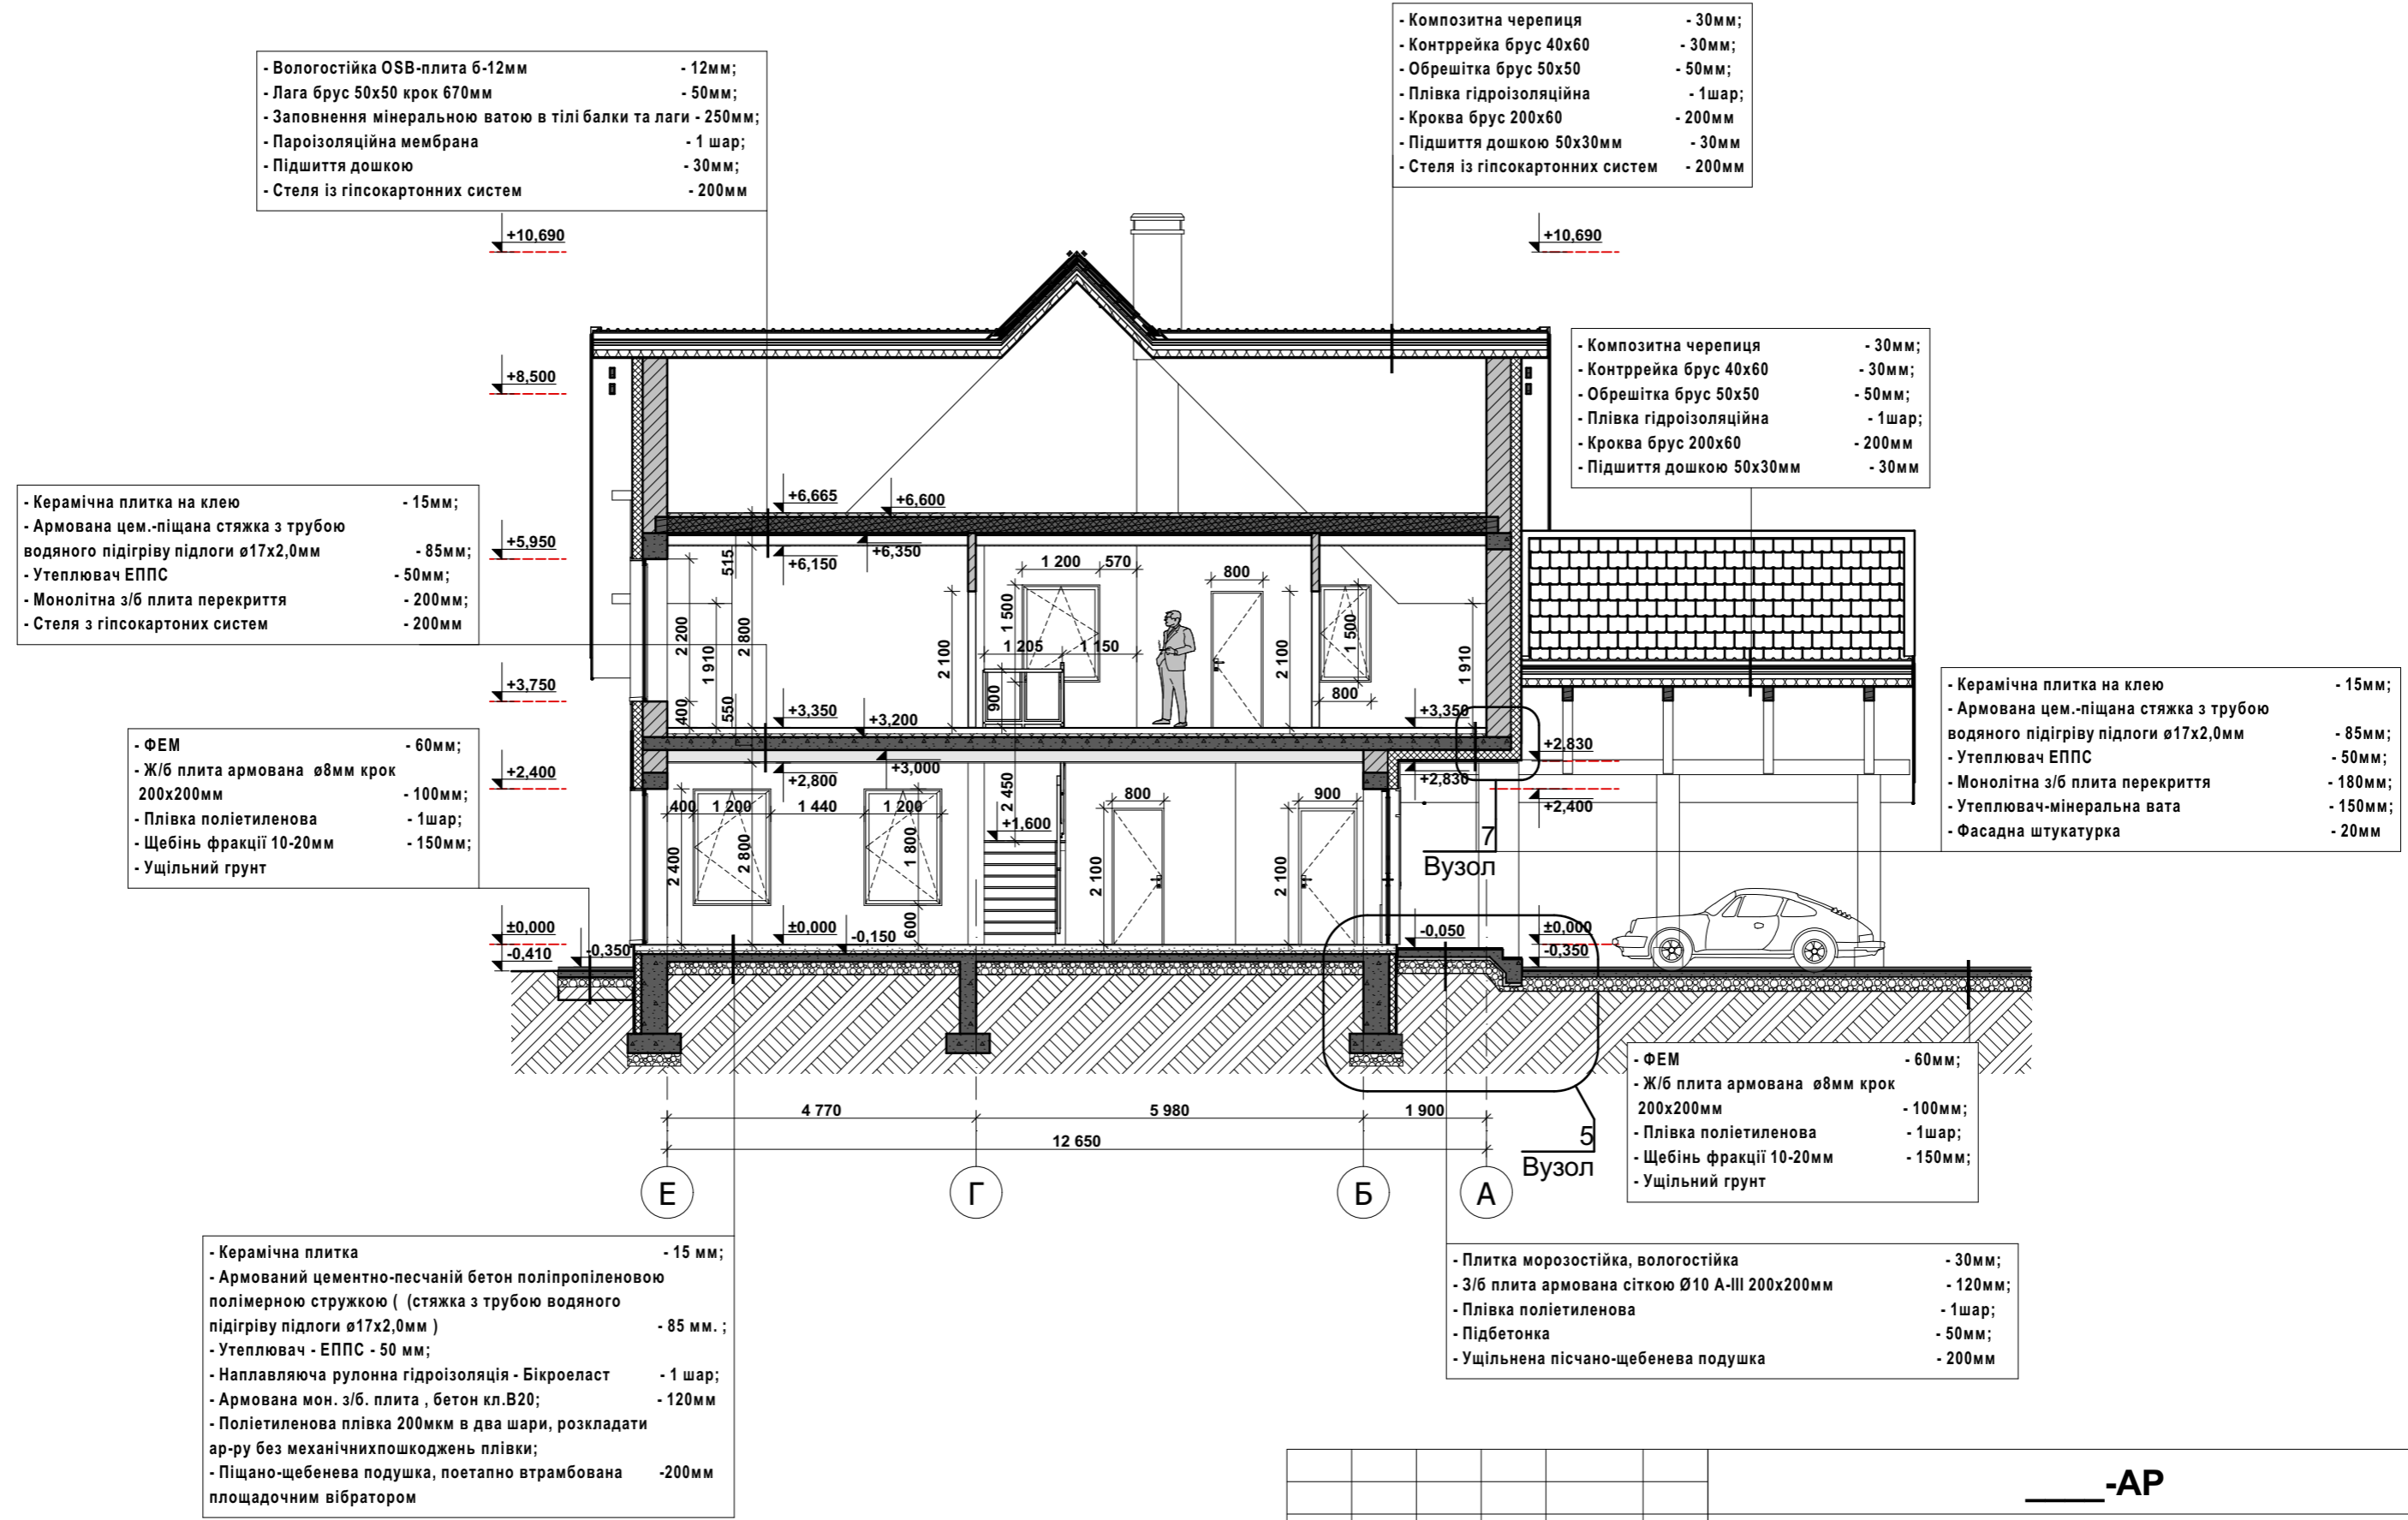 - Композитна черепиця - 30мм;
- Контррейка брус 40х60 - 30мм;
- Обрешітка брус 50х50 - 50мм;
- Плівка гідроізоляційна - 1шар;
- Кроква брус 200х60 - 200мм
- Підшиття дошкою 50х30мм - 30мм
- Стеля із гіпсокартонних систем - 200мм
- Вологостійка OSB-плита б-12мм - 12мм;
- Лага брус 50х50 крок 670мм - 50мм;
- Заповнення мінеральною ватою в тілі балки та лаги - 250мм;
- Пароізоляційна мембрана - 1 шар;
- Підшиття дошкою - 30мм;
- Стеля із гіпсокартонних систем - 200мм
+10,690
+10,690
- Композитна черепиця - 30мм;
- Контррейка брус 40х60 - 30мм;
- Обрешітка брус 50х50 - 50мм;
- Плівка гідроізоляційна - 1шар;
- Кроква брус 200х60 - 200мм
- Підшиття дошкою 50х30мм - 30мм
+8,500
- Керамічна плитка на клею - 15мм;
- Армована цем.-піщана стяжка з трубою
водяного підігріву підлоги ø17х2,0мм - 85мм;
- Утеплювач ЕППС - 50мм;
- Монолітна з/б плита перекриття - 200мм;
- Стеля з гіпсокартоних систем - 200мм
+6,665
+6,600
+5,950
+6,150
+6,350
515
1 200
570
800
2 200
1 910
2 800
2 100
1 500
1 205
1 150
2 100
1 500
1 910
900
800
+3,750
400
550
+3,350
+3,200
+3,350
- Керамічна плитка на клею - 15мм;
- Армована цем.-піщана стяжка з трубою
водяного підігріву підлоги ø17х2,0мм - 85мм;
- Утеплювач ЕППС - 50мм;
- Монолітна з/б плита перекриття - 180мм;
- Утеплювач-мінеральна вата - 150мм;
- Фасадна штукатурка - 20мм
- ФЕМ - 60мм;
- Ж/б плита армована ø8мм крок
200х200мм - 100мм;
- Плівка поліетиленова - 1шар;
- Щебінь фракції 10-20мм - 150мм;
- Ущільний грунт
+2,400
+2,800
+3,000
+2,830
+2,830
+2,400
400
1 200
1 440
1 200
2 450
800
900
+1,600
2 400
2 800
1 800
600
2 100
2 100
7
Вузол
±0,000
-0,410
-0,350
±0,000
-0,150
-0,050
±0,000
-0,350
- ФЕМ - 60мм;
- Ж/б плита армована ø8мм крок
200х200мм - 100мм;
- Плівка поліетиленова - 1шар;
- Щебінь фракції 10-20мм - 150мм;
- Ущільний грунт
4 770
5 980
1 900
12 650
5
Вузол
Е
Г
Б
А
- Керамічна плитка - 15 мм;
- Армований цементно-песчаній бетон поліпропіленовою
полімерною стружкою ( (стяжка з трубою водяного
підігріву підлоги ø17х2,0мм ) - 85 мм. ;
- Утеплювач - ЕППС - 50 мм;
- Наплавляюча рулонна гідроізоляція - Бікроеласт - 1 шар;
- Армована мон. з/б. плита , бетон кл.В20; - 120мм
- Поліетиленова плівка 200мкм в два шари, розкладати
ар-ру без механічнихпошкоджень плівки;
- Піщано-щебенева подушка, поетапно втрамбована -200мм
площадочним вібратором
- Плитка морозостійка, вологостійка - 30мм;
- З/б плита армована сіткою Ø10 А-III 200х200мм - 120мм;
- Плівка поліетиленова - 1шар;
- Підбетонка - 50мм;
- Ущільнена пісчано-щебенева подушка - 200мм
_____-АР